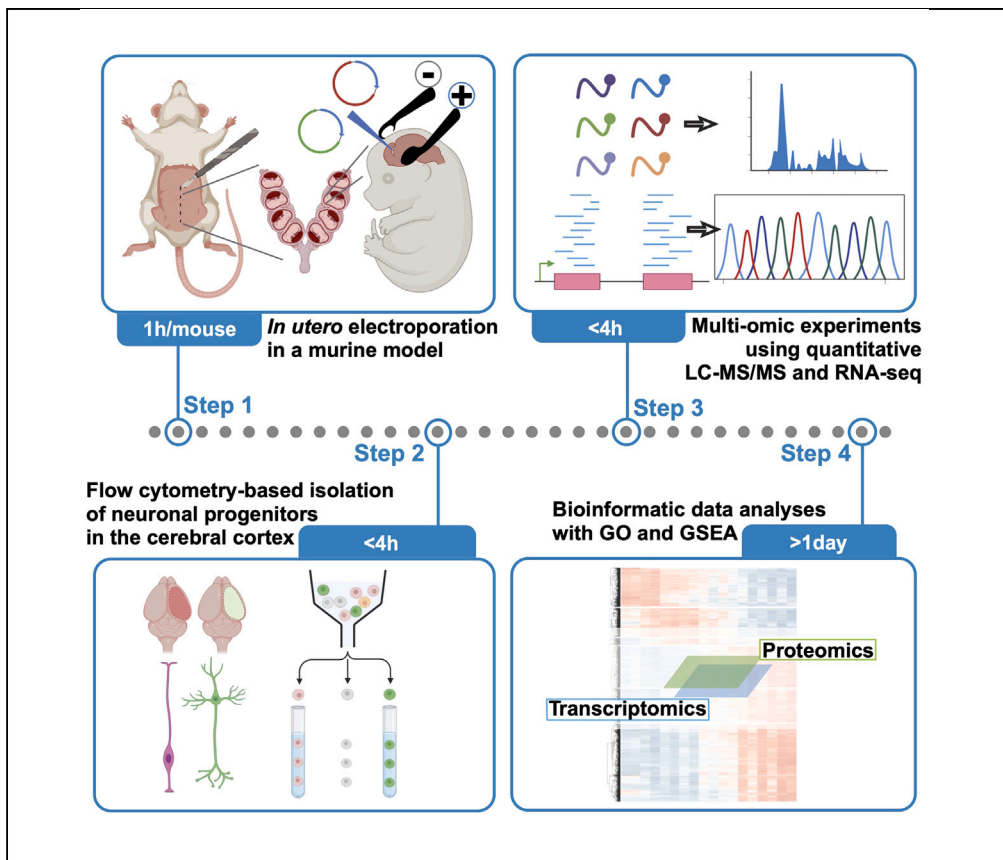 -
+
1h/mouse
In utero electroporation
in a murine model
<4h
Multi-omic experiments
using quantitative
LC-MS/MS and RNA-seq
Step 1
Step 2
Step 3
Step 4
Flow cytometry-based isolation
of neuronal progenitors
in the cerebral cortex
<4h
Bioinformatic data analyses
with GO and GSEA
>1day
Proteomics
Transcriptomics